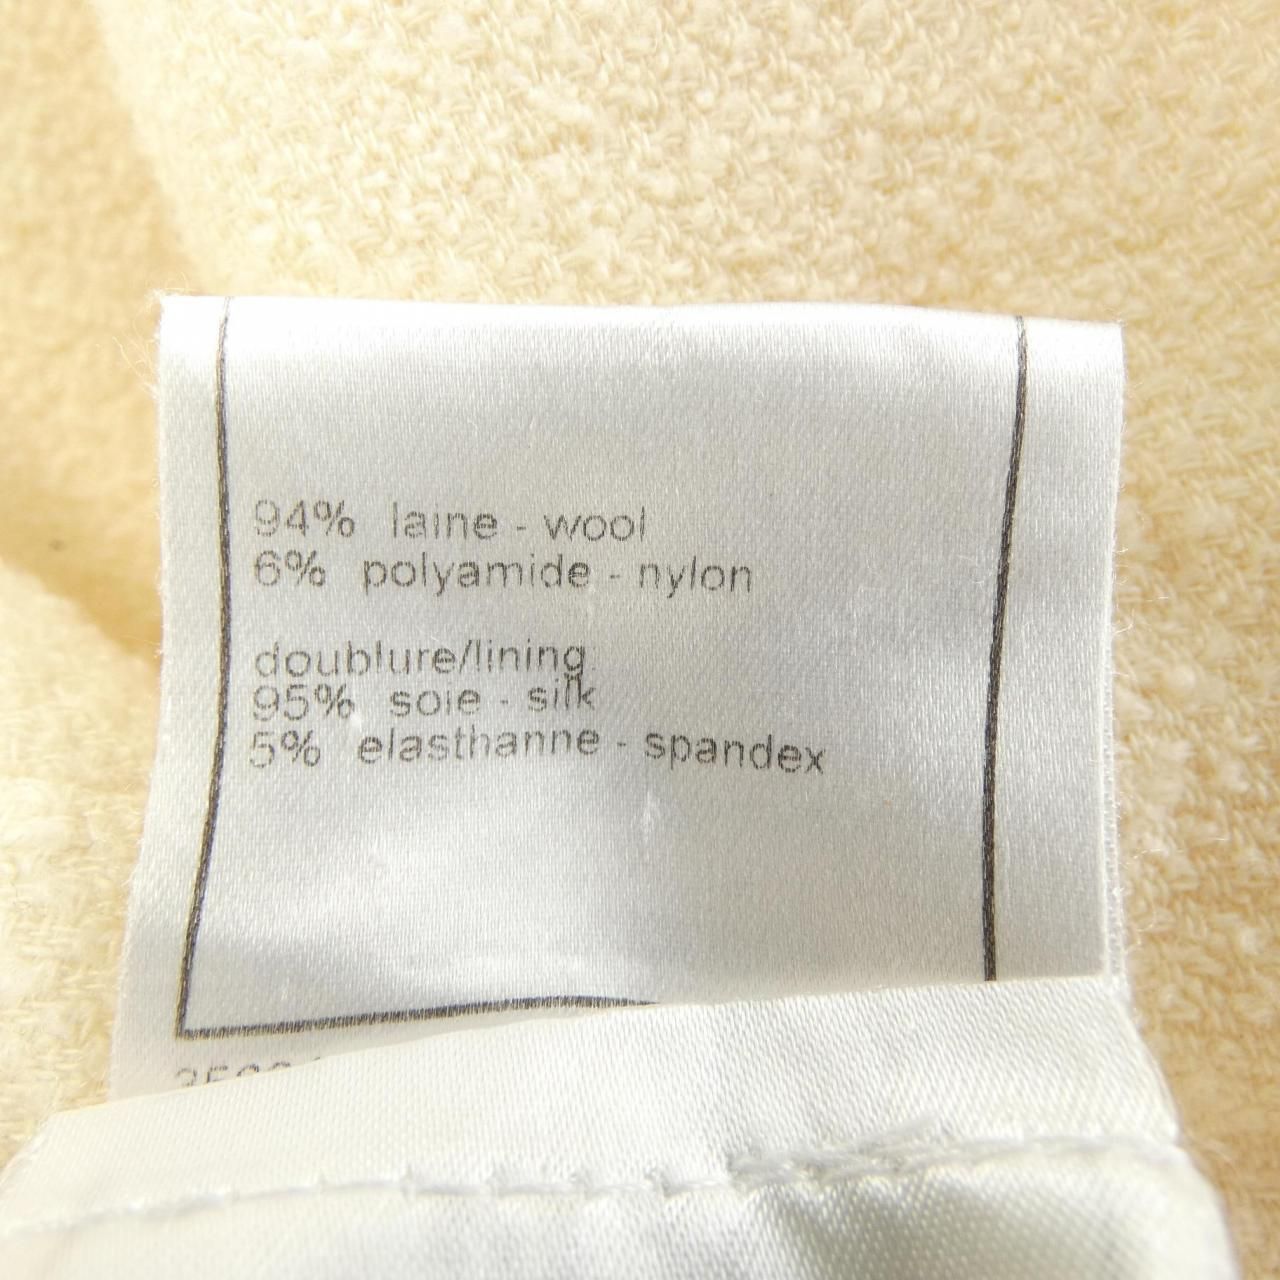 94% laine - wool
6% polyamide - nylon
doublure/lining
95% soie - silk
5% elasthanne - spandex